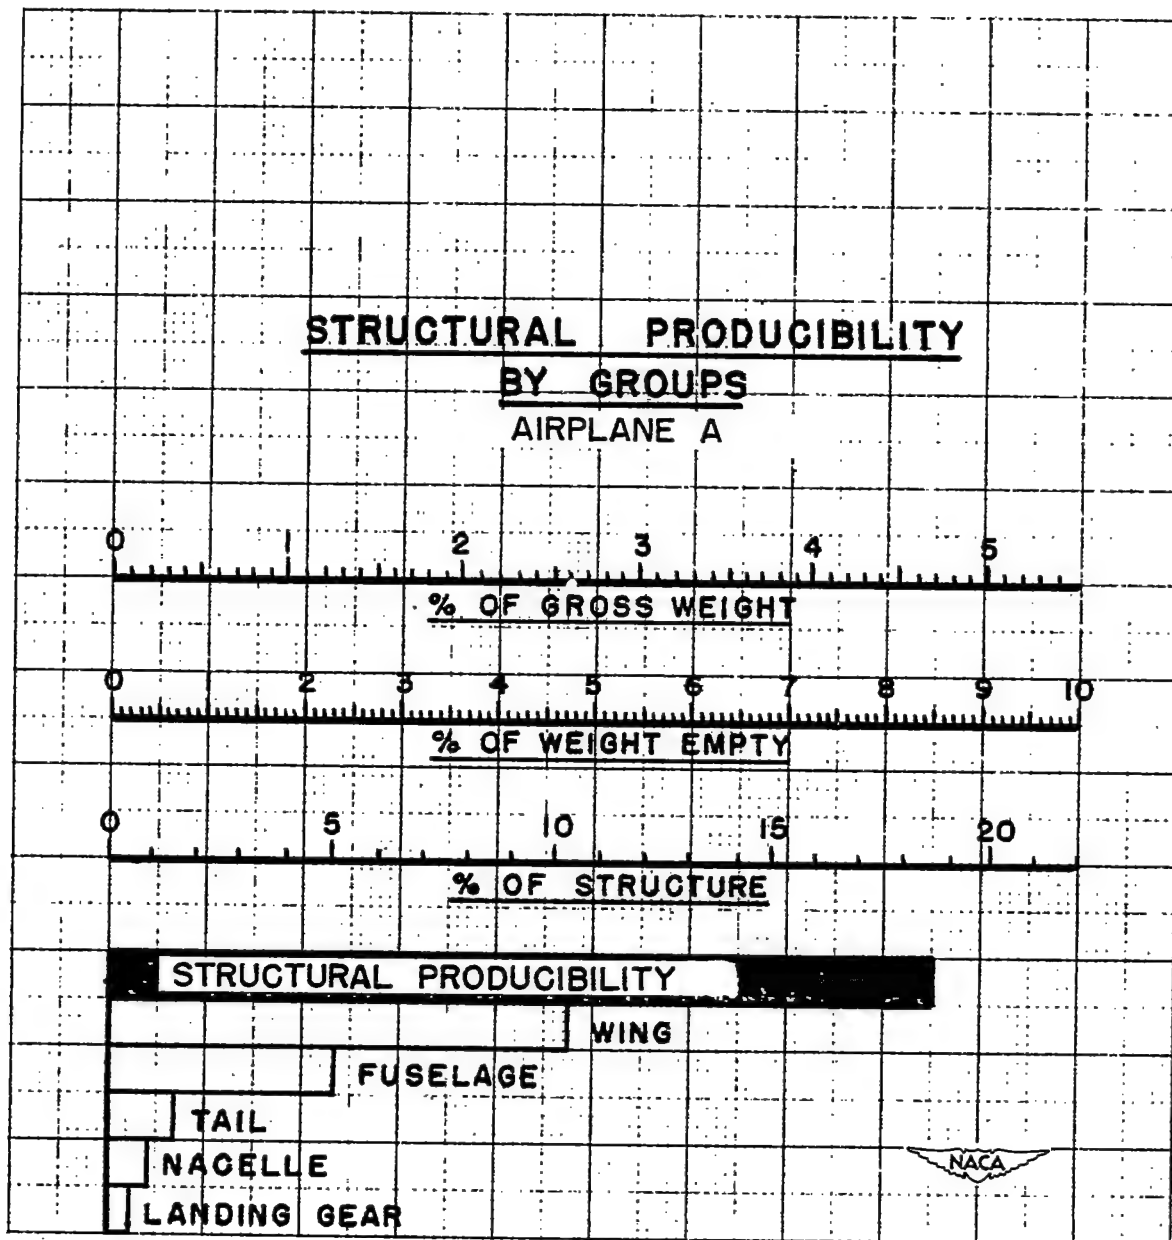 STRUCTURAL PRODUCIBILITY
BY GROUPS
AIRPLANE A
0 1 2 3 4 5
% OF GROSS WEIGHT
0 2 3 4 5 6 7 8 9 10
% OF WEIGHT EMPTY
0 5 10 15 20
% OF STRUCTURE
STRUCTURAL PRODUCIBILITY
WING
FUSELAGE
TAIL
NACELLE
NACA
LANDING GEAR